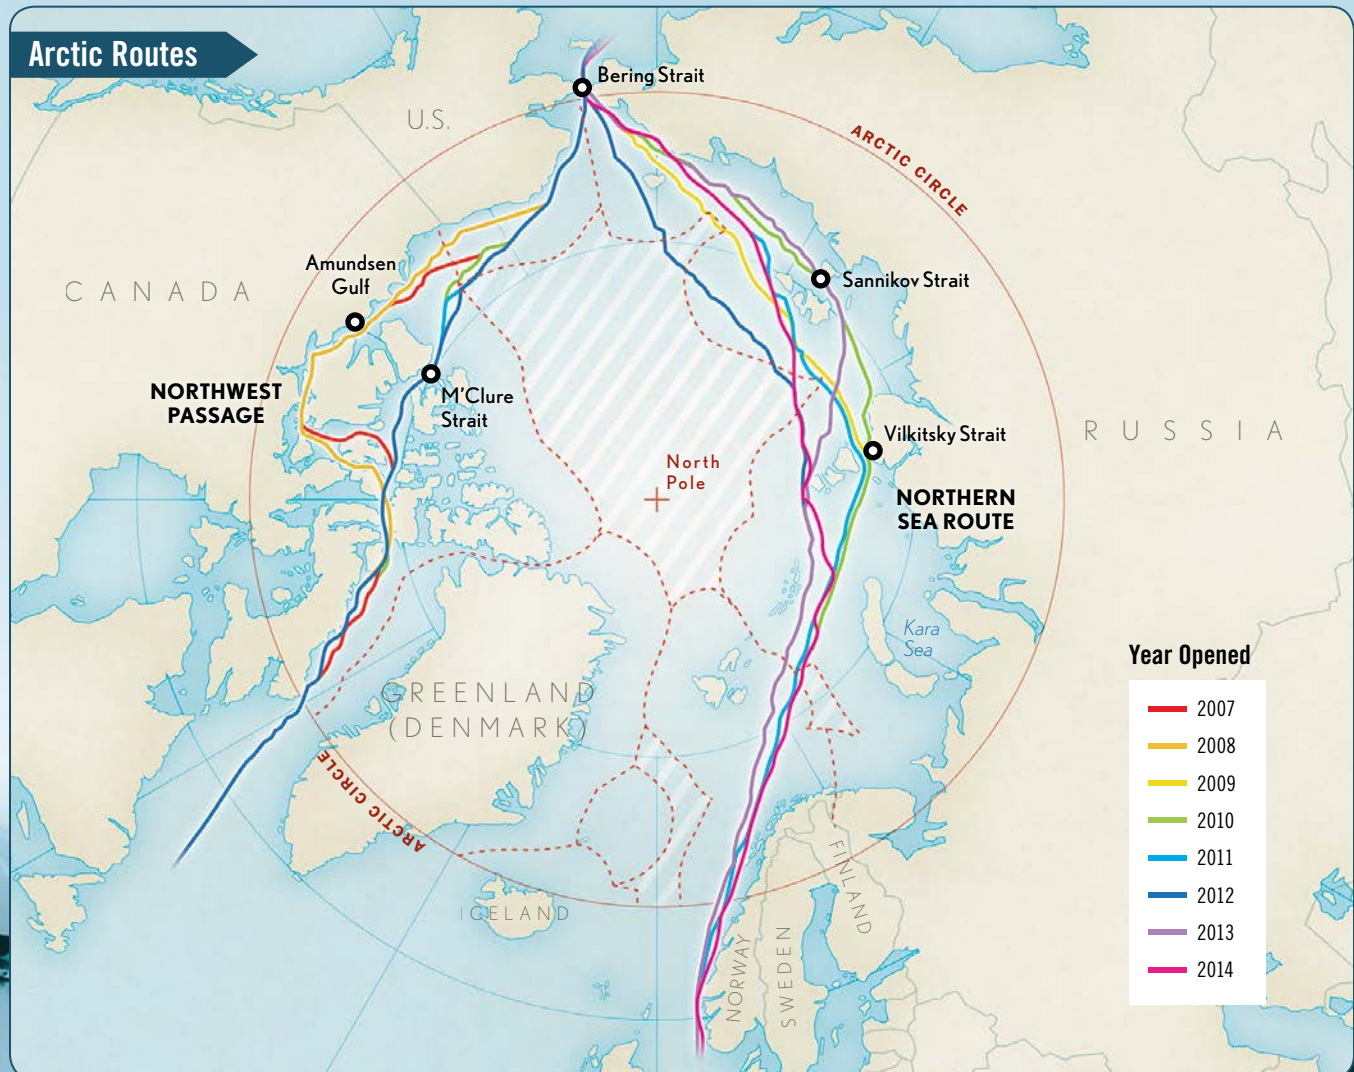 Arctic Routes
Bering Strait
U.S.
ARCTIC CIRCLE
Amundsen
Gulf
CANADA
Sannikov Strait
NORTHWEST
PASSAGE
M'Clure
Strait
RUSSIA
Vilkitsky Strait
North
Pole
NORTHERN
SEA ROUTE
Kara
Sea
GREENLAND
(DENMARK)
ARCTIC CIRCLE
ICELAND
NORWAY
SWEDEN
FINLAND
Year Opened
2007
2008
2009
2010
2011
2012
2013
2014